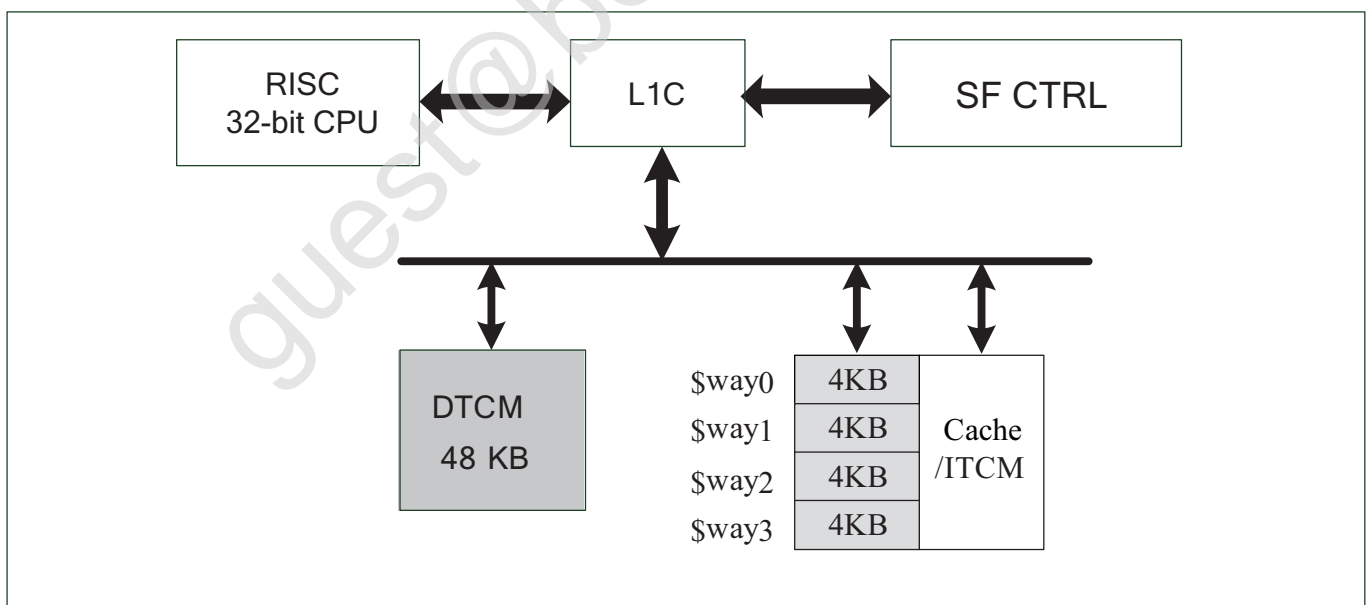 RISC
32-bit CPU
L1C
SF CTRL
DTCM
48 KB
$way0
4KB
$way1
4KB
$way2
4KB
$way3
4KB
Cache
/ITCM
guest@b